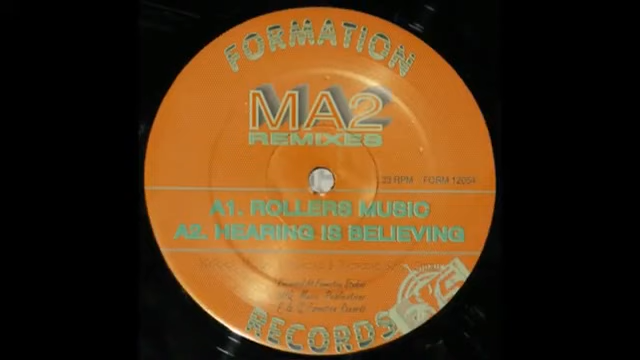 FORMATION
MA2
REMIXES
33 RPM FORM 12054
A1. ROLLERS MUSIC
A2. HEARING IS BELIEVING
RECORDS